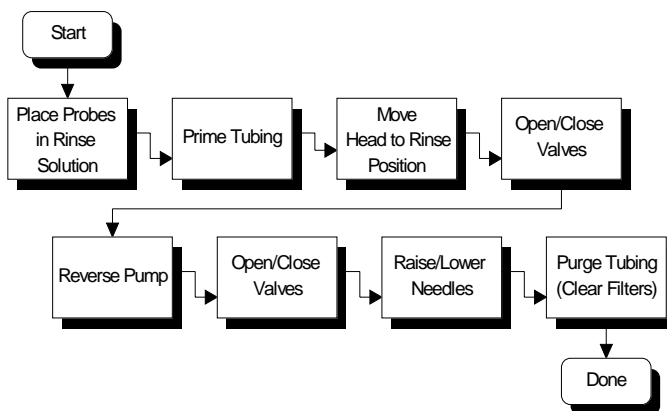 Start
Place Probes
in Rinse
Solution
Prime Tubing
Move
Head to Rinse
Position
Open/Close
Valves
Reverse Pump
Open/Close
Valves
Raise/Lower
Needles
Purge Tubing
(Clear Filters)
Done